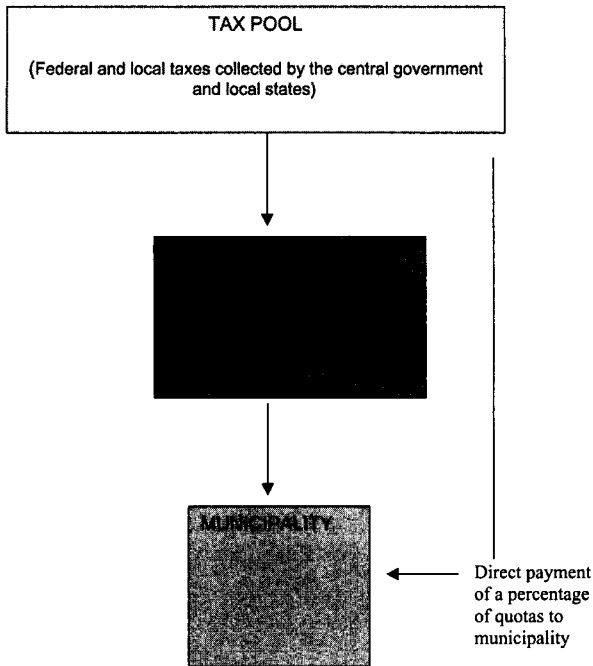 TAX POOL
(Federal and local taxes collected by the central government
and local states)
MUNICIPALITY
Direct payment
of a percentage
of quotas to
municipality